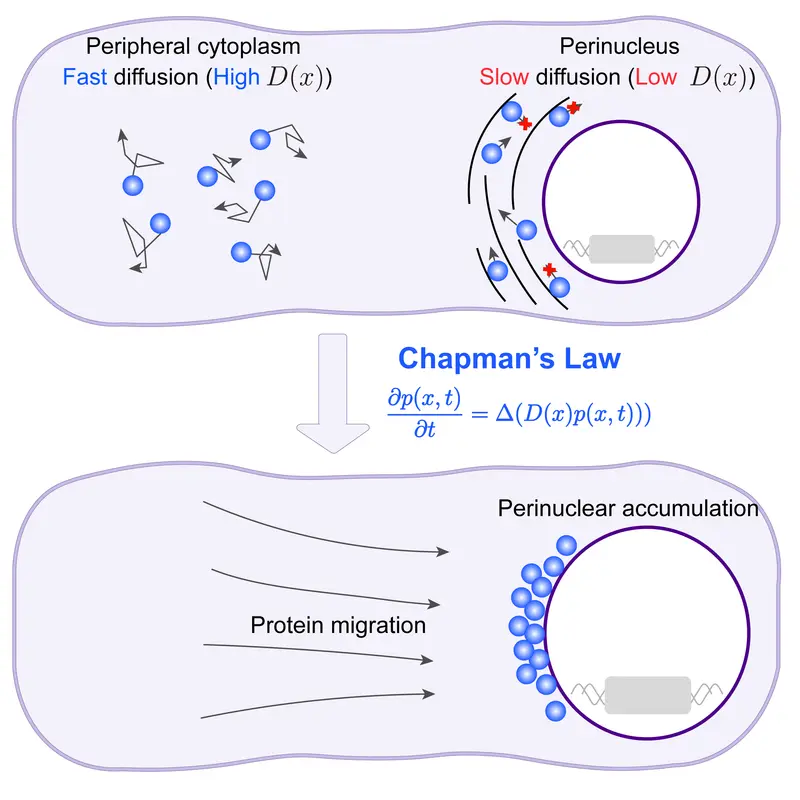 Peripheral cytoplasm
Fast diffusion (High D(x))
Perinucleus
Slow diffusion (Low D(x))
Chapman’s Law
∂p(x,t)/∂t = Δ(D(x)p(x,t)))
Perinuclear accumulation
Protein migration